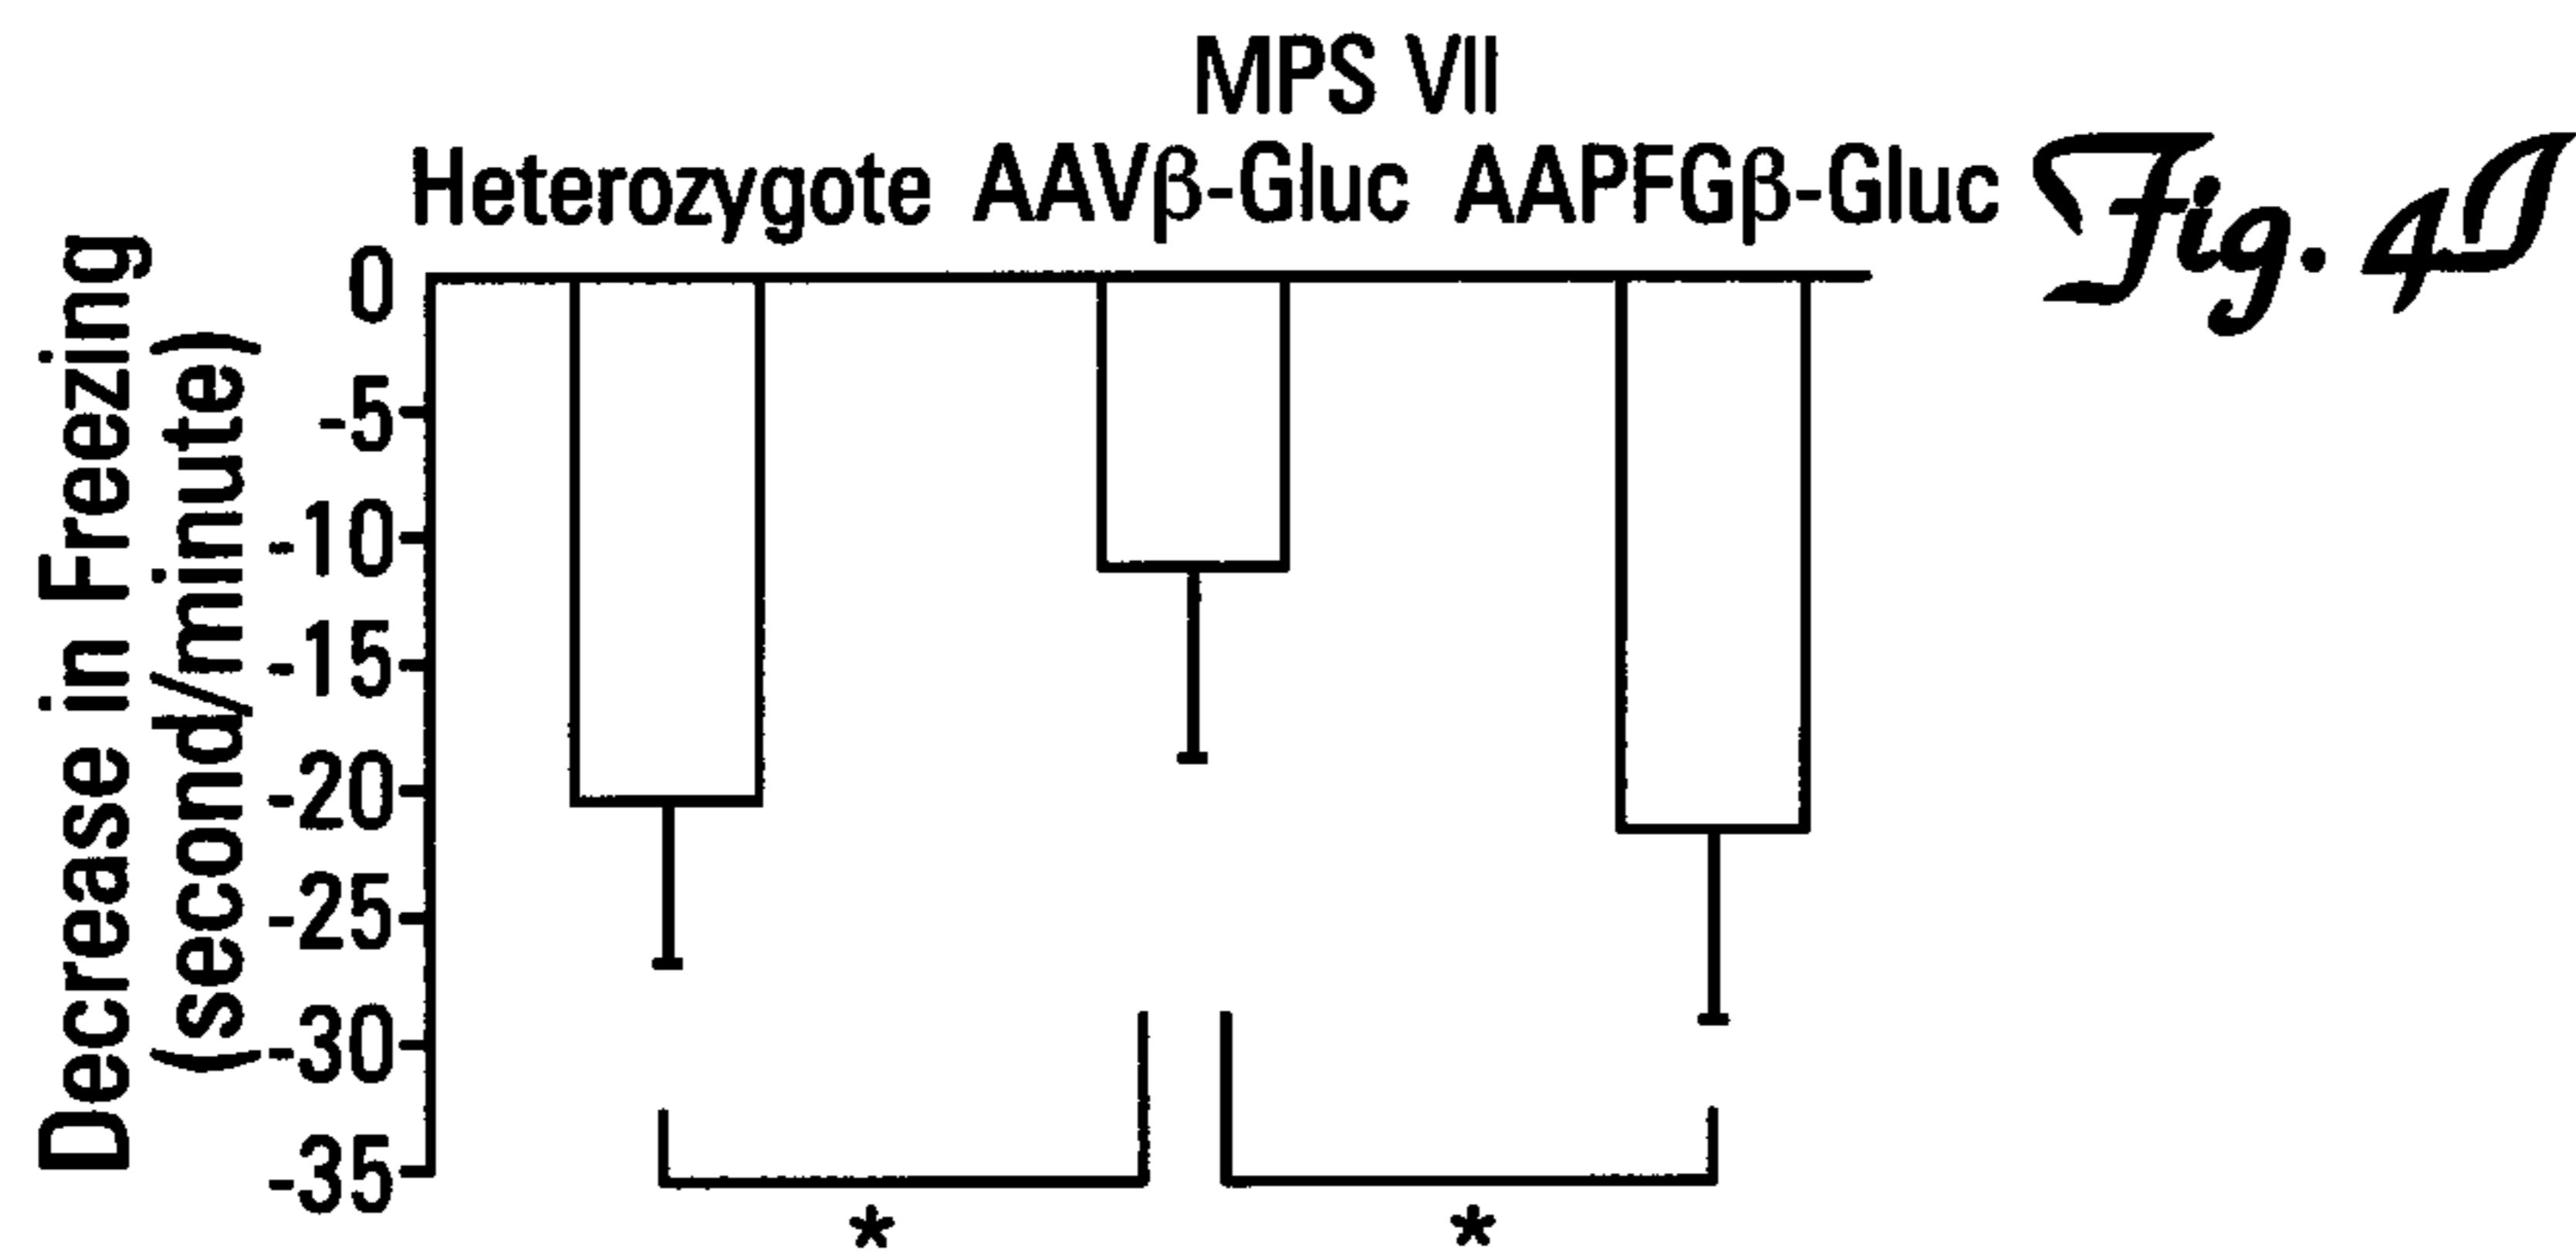 MPS VII
Heterozygote AAVβ-Gluc AAPFGβ-Gluc
Fig. 4I
Decrease in Freezing
(second/minute)
0
-5
-10
-15
-20
-25
-30
-35
* *